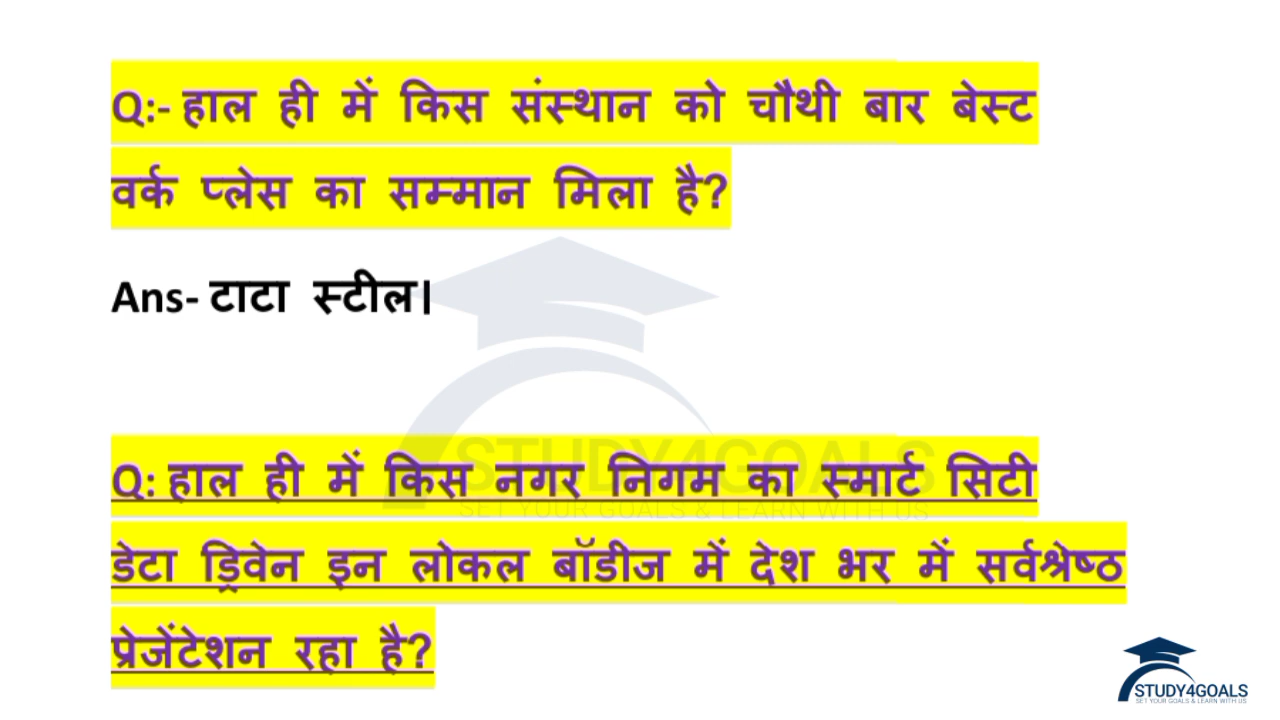 Q:- हाल ही में किस संस्थान को चौथी बार बेस्ट
वर्क प्लेस का सम्मान मिला है?
Ans- टाटा स्टील।
STUDY4GOALS
SET YOUR GOALS & LEARN WITH US
Q: हाल ही में किस नगर निगम का स्मार्ट सिटी
डेटा ड्रिवेन इन लोकल बॉडीज में देश भर में सर्वश्रेष्ठ
प्रेजेंटेशन रहा है?
STUDY4GOALS
SET YOUR GOALS & LEARN WITH US